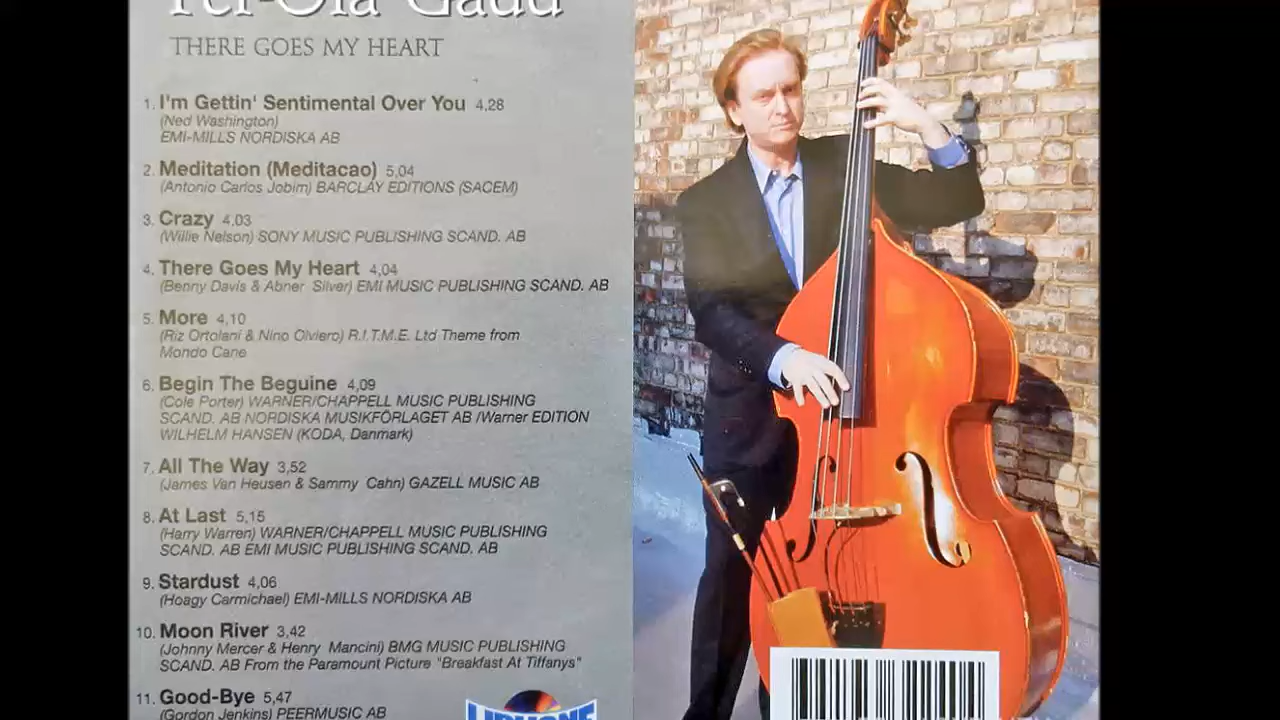 Per-Ola Gadd
THERE GOES MY HEART
1. I'm Gettin' Sentimental Over You 4,28
(Ned Washington)
EMI-MILLS NORDISKA AB
2. Meditation (Meditacao) 5,04
(Antonio Carlos Jobim) BARCLAY EDITIONS (SACEM)
3. Crazy 4,03
(Willie Nelson) SONY MUSIC PUBLISHING SCAND. AB
4. There Goes My Heart 4,04
(Benny Davis & Abner Silver) EMI MUSIC PUBLISHING SCAND. AB
5. More 4,10
(Riz Ortolani & Nino Olviero) R.I.T.M.E. Ltd Theme from
Mondo Cane
6. Begin The Beguine 4,09
(Cole Porter) WARNER/CHAPPELL MUSIC PUBLISHING
SCAND. AB NORDISKA MUSIKFÖRLAGET AB /Warner EDITION
WILHELM HANSEN (KODA, Danmark)
7. All The Way 3,52
(James Van Heusen & Sammy Cahn) GAZELL MUSIC AB
8. At Last 5,15
(Harry Warren) WARNER/CHAPPELL MUSIC PUBLISHING
SCAND. AB EMI MUSIC PUBLISHING SCAND. AB
9. Stardust 4,06
(Hoagy Carmichael) EMI-MILLS NORDISKA AB
10. Moon River 3,42
(Johnny Mercer & Henry Mancini) BMG MUSIC PUBLISHING
SCAND. AB From the Paramount Picture "Breakfast At Tiffanys"
11. Good-Bye 5,47
(Gordon Jenkins) PEERMUSIC AB